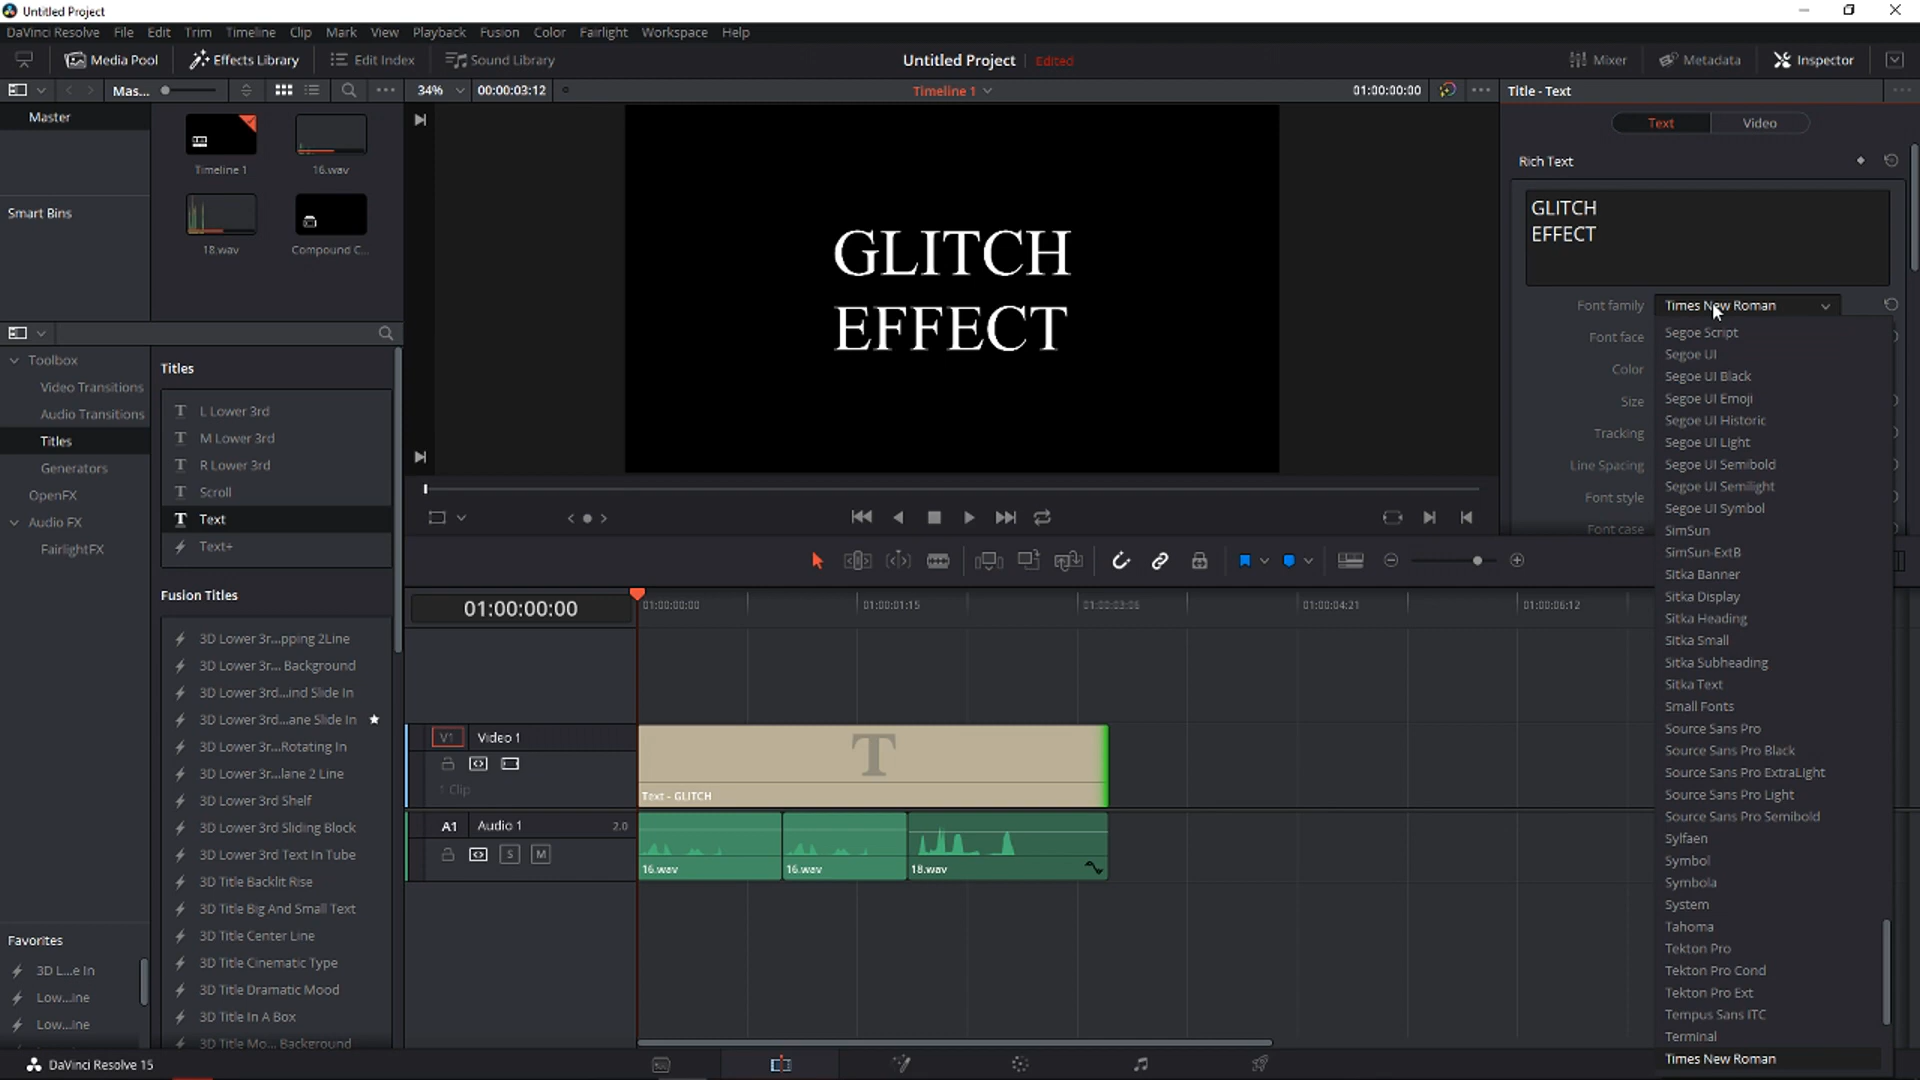 Untitled Project
DaVinci Resolve File Edit Trim Timeline Clip Mark View Playback Fusion Color Fairlight Workspace Help
Media Pool Effects Library Edit Index Sound Library Untitled Project Edited Mixer Metadata Inspector
Mas... 34% 00:00:03:12 Timeline 1 01:00:00:00 Title - Text
Master
Timeline 1 16.wav
18.wav Compound C...
Smart Bins
GLITCH
EFFECT
Text Video
Rich Text
GLITCH
EFFECT
Font family Times New Roman
Font face
Color
Size
Tracking
Line Spacing
Font style
Font case
Segoe Script
Segoe UI
Segoe UI Black
Segoe UI Emoji
Segoe UI Historic
Segoe UI Light
Segoe UI Semibold
Segoe UI Semilight
Segoe UI Symbol
SimSun
SimSun-ExtB
Sitka Banner
Sitka Display
Sitka Heading
Sitka Small
Sitka Subheading
Sitka Text
Small Fonts
Source Sans Pro
Source Sans Pro Black
Source Sans Pro ExtraLight
Source Sans Pro Light
Source Sans Pro Semibold
Sylfaen
Symbol
Symbola
System
Tahoma
Tekton Pro
Tekton Pro Cond
Tekton Pro Ext
Tempus Sans ITC
Terminal
Times New Roman
Toolbox
Video Transitions
Audio Transitions
Titles
Generators
OpenFX
Audio FX
FairlightFX
Favorites
3D L...e In
Low...ine
Low...ine
Titles
L Lower 3rd
M Lower 3rd
R Lower 3rd
Scroll
Text
Text+
Fusion Titles
3D Lower 3r...pping 2Line
3D Lower 3r... Background
3D Lower 3rd...ind Slide In
3D Lower 3rd...ane Slide In
3D Lower 3r...Rotating In
3D Lower 3r...lane 2 Line
3D Lower 3rd Shelf
3D Lower 3rd Sliding Block
3D Lower 3rd Text In Tube
3D Title Backlit Rise
3D Title Big And Small Text
3D Title Center Line
3D Title Cinematic Type
3D Title Dramatic Mood
3D Title In A Box
3D Title Mo... Background
01:00:00:00 01:00:00:00 01:00:01:15 01:00:03:06 01:00:04:21 01:00:06:12
V1 Video 1
1 Clip
T
Text - GLITCH
A1 Audio 1 2.0
S M
16.wav 16.wav 18.wav
DaVinci Resolve 15